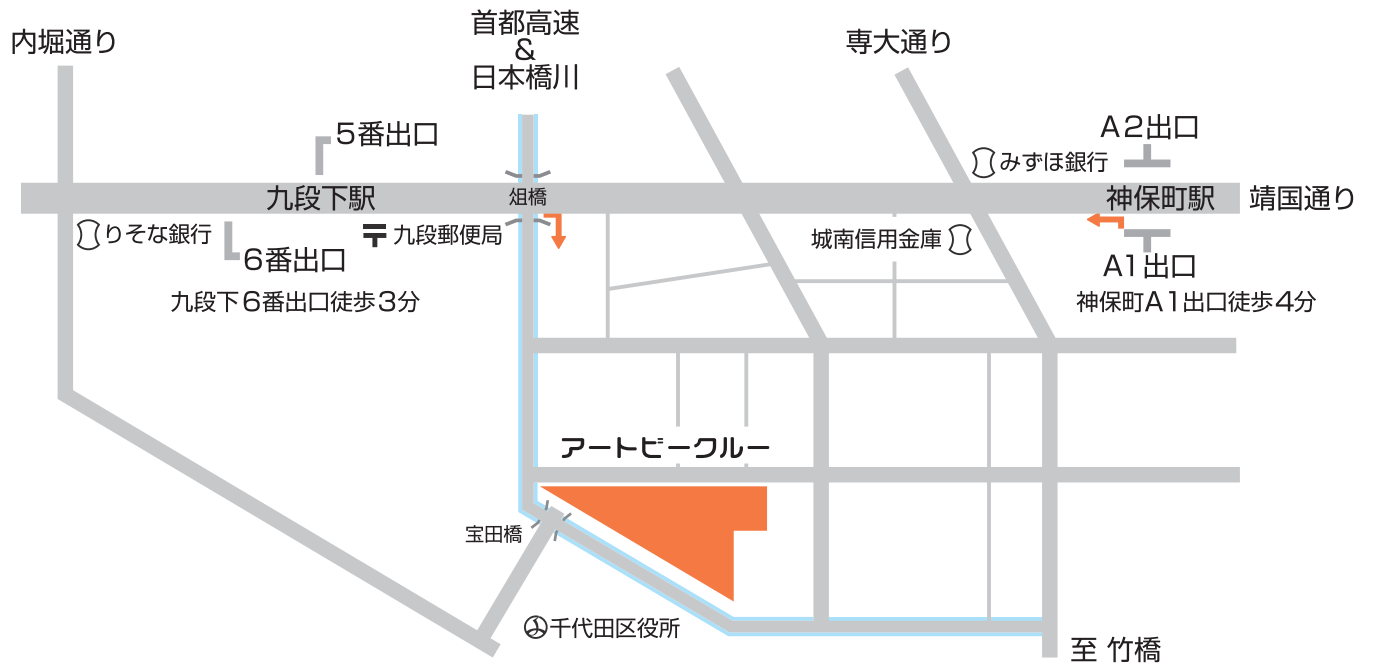 内堀通り
首都高速
&
日本橋川
専大通り
5番出口
A2出口
みずほ銀行
九段下駅
俎橋
神保町駅
靖国通り
りそな銀行
九段郵便局
城南信用金庫
6番出口
A1出口
九段下6番出口徒歩3分
神保町A1出口徒歩4分
アートビークルー
宝田橋
千代田区役所
至 竹橋